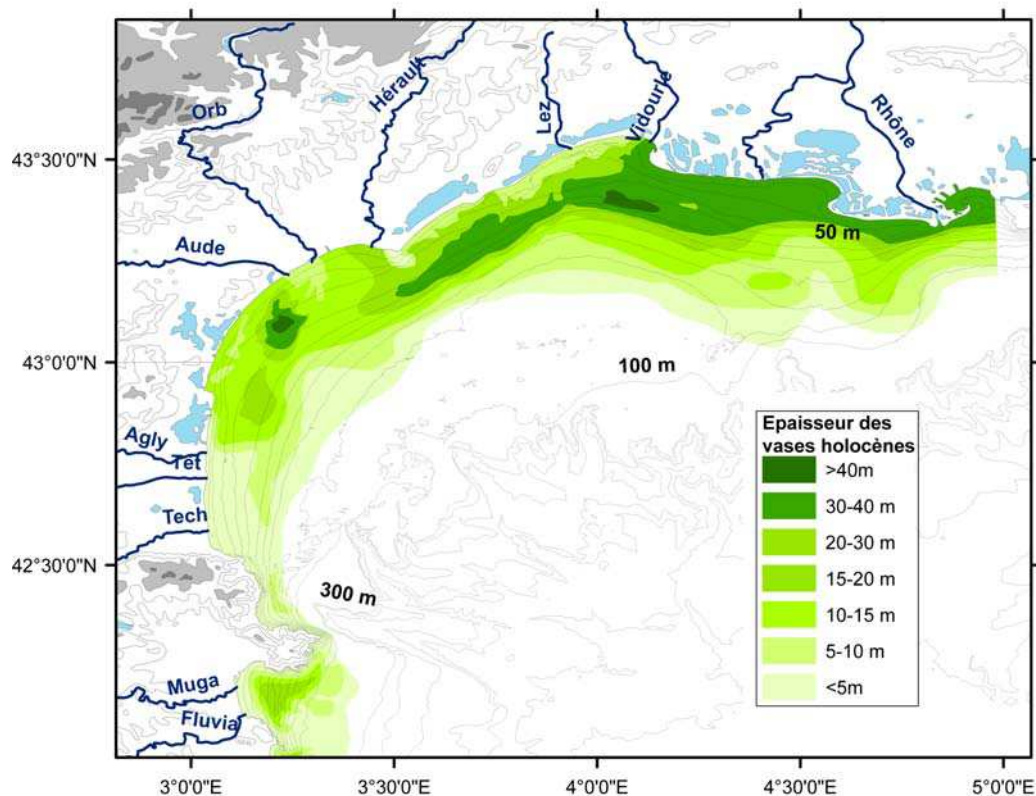 Orb
Hérault
Lez
Vidourle
Rhône
43°30'0"N
Aude
50 m
43°0'0"N
100 m
Agly
Tet
Tech
42°30'0"N
300 m
Muga
Fluvia
Epaisseur des
vases holocènes
>40m
30-40 m
20-30 m
15-20 m
10-15 m
5-10 m
<5m
3°0'0"E
3°30'0"E
4°0'0"E
4°30'0"E
5°0'0"E